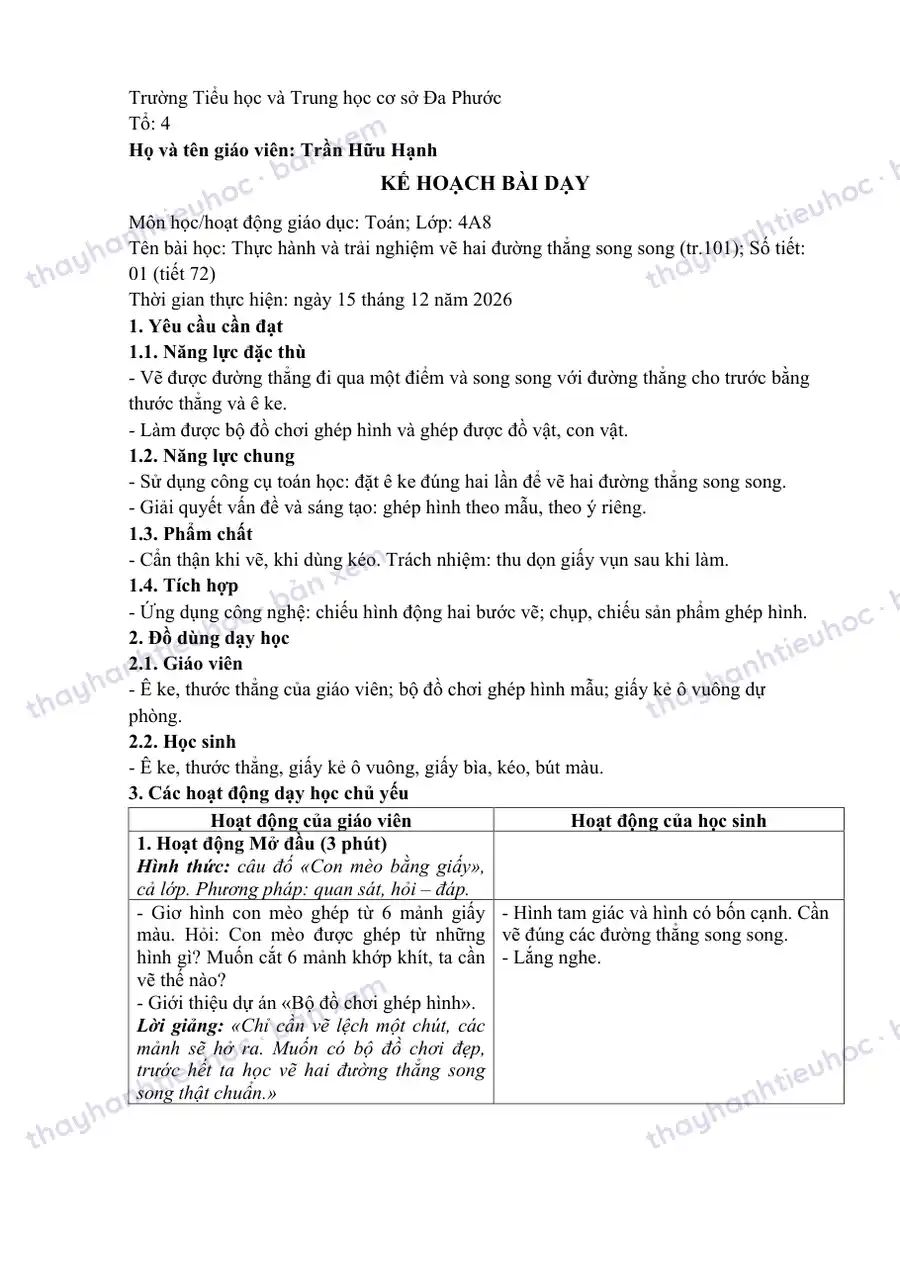 Trường Tiểu học và Trung học cơ sở Đa Phước
Tổ: 4
Họ và tên giáo viên: Trần Hữu Hạnh
KẾ HOẠCH BÀI DẠY
Môn học/hoạt động giáo dục: Toán; Lớp: 4A8
Tên bài học: Thực hành và trải nghiệm vẽ hai đường thẳng song song (tr.101); Số tiết:
01 (tiết 72)
Thời gian thực hiện: ngày 15 tháng 12 năm 2026
1. Yêu cầu cần đạt
1.1. Năng lực đặc thù
- Vẽ được đường thẳng đi qua một điểm và song song với đường thẳng cho trước bằng
thước thẳng và ê ke.
- Làm được bộ đồ chơi ghép hình và ghép được đồ vật, con vật.
1.2. Năng lực chung
- Sử dụng công cụ toán học: đặt ê ke đúng hai lần để vẽ hai đường thẳng song song.
- Giải quyết vấn đề và sáng tạo: ghép hình theo mẫu, theo ý riêng.
1.3. Phẩm chất
- Cẩn thận khi vẽ, khi dùng kéo. Trách nhiệm: thu dọn giấy vụn sau khi làm.
1.4. Tích hợp
- Ứng dụng công nghệ: chiếu hình động hai bước vẽ; chụp, chiếu sản phẩm ghép hình.
2. Đồ dùng dạy học
2.1. Giáo viên
- Ê ke, thước thẳng của giáo viên; bộ đồ chơi ghép hình mẫu; giấy kẻ ô vuông dự
phòng.
2.2. Học sinh
- Ê ke, thước thẳng, giấy kẻ ô vuông, giấy bìa, kéo, bút màu.
3. Các hoạt động dạy học chủ yếu
Hoạt động của giáo viên
Hoạt động của học sinh
1. Hoạt động Mở đầu (3 phút)
Hình thức: câu đố «Con mèo bằng giấy»,
cả lớp. Phương pháp: quan sát, hỏi – đáp.
- Giơ hình con mèo ghép từ 6 mảnh giấy
màu. Hỏi: Con mèo được ghép từ những
hình gì? Muốn cắt 6 mảnh khớp khít, ta cần
vẽ thế nào?
- Giới thiệu dự án «Bộ đồ chơi ghép hình».
Lời giảng: «Chỉ cần vẽ lệch một chút, các
mảnh sẽ hở ra. Muốn có bộ đồ chơi đẹp,
trước hết ta học vẽ hai đường thẳng song
song thật chuẩn.»
- Hình tam giác và hình có bốn cạnh. Cần
vẽ đúng các đường thẳng song song.
- Lắng nghe.
thayhanhtieuhoc · bản xem
thayhanhtieuhoc · b
thayhanhtieuhoc · bản xem
thayhanhtieuhoc · b
thayhanhtieuhoc · bản xem
thayhanhtieuhoc · b